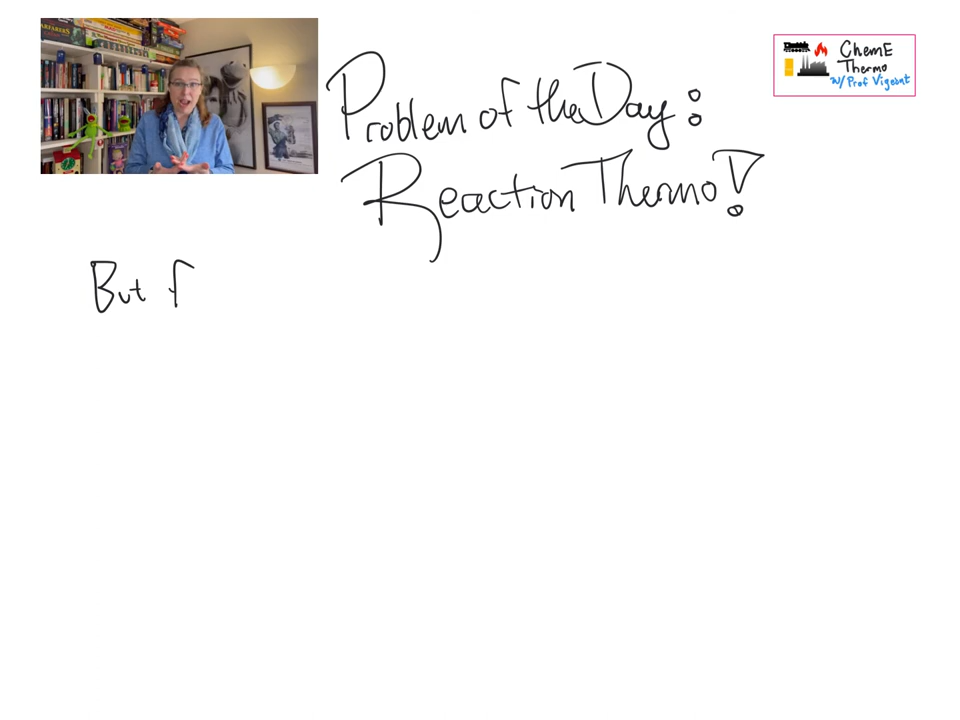 Problem of the Day:
Reaction Thermo!
ChemE
Thermo
w/ Prof Vigeant
But f